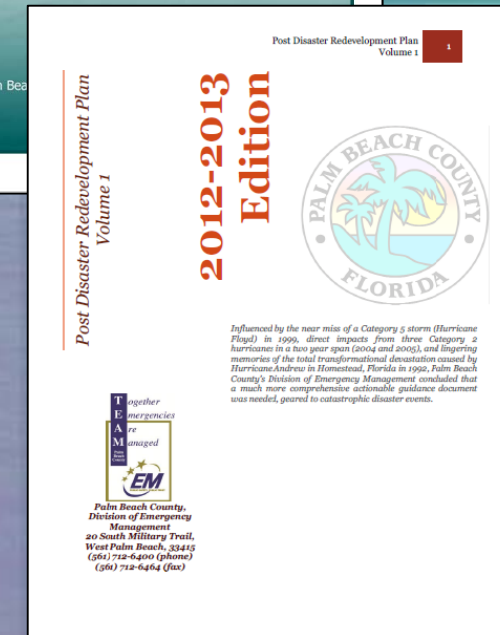 Post Disaster Redevelopment Plan
Volume 1
1
n Bea
Post Disaster Redevelopment Plan
Volume 1
2012-2013
Edition
PALM BEACH COUNTY
FLORIDA
Influenced by the near miss of a Category 5 storm (Hurricane
Floyd) in 1999, direct impacts from three Category 2
hurricanes in a two year span (2004 and 2005), and lingering
memories of the total transformational devastation caused by
Hurricane Andrew in Homestead, Florida in 1992, Palm Beach
County's Division of Emergency Management concluded that
a much more comprehensive actionable guidance document
was needed, geared to catastrophic disaster events.
Together
Emergencies
Are
Managed
Palm
Beach
County
EM
Palm Beach County,
Division of Emergency
Management
20 South Military Trail,
West Palm Beach, 33415
(561) 712-6400 (phone)
(561) 712-6464 (fax)